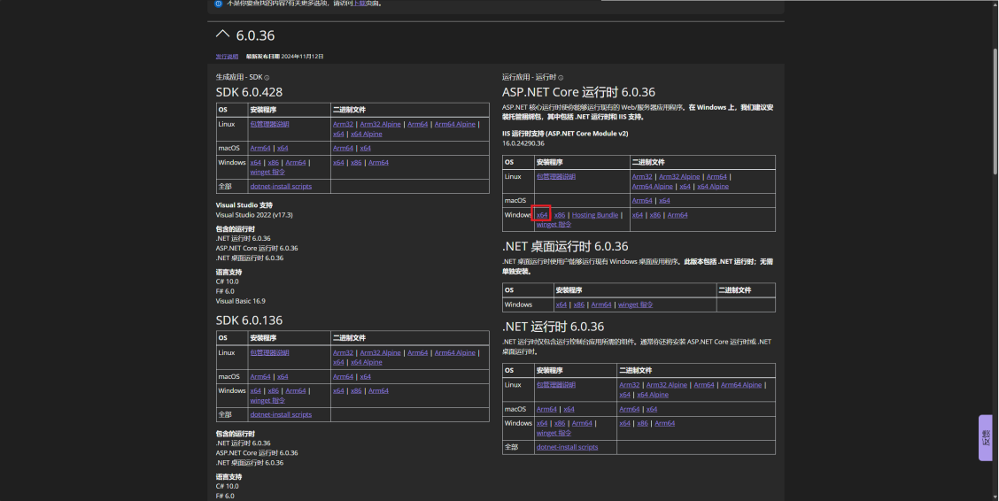 不是你要查找的内容?有关更多选项，请访问下载页面。
6.0.36
发行说明 最新发布日期 2024年11月12日
生成应用 - SDK
SDK 6.0.428
OS 安装程序 二进制文件
Linux 包管理器说明 Arm32 | Arm32 Alpine | Arm64 | Arm64 Alpine |
x64 | x64 Alpine
macOS Arm64 | x64 Arm64 | x64
Windows x64 | x86 | Arm64 | x64 | x86 | Arm64
winget 指令
全部 dotnet-install scripts
Visual Studio 支持
Visual Studio 2022 (v17.3)
包含的运行时
.NET 运行时 6.0.36
ASP.NET Core 运行时 6.0.36
.NET 桌面运行时 6.0.36
语言支持
C# 10.0
F# 6.0
Visual Basic 16.9
SDK 6.0.136
OS 安装程序 二进制文件
Linux 包管理器说明 Arm32 | Arm32 Alpine | Arm64 | Arm64 Alpine |
x64 | x64 Alpine
macOS Arm64 | x64 Arm64 | x64
Windows x64 | x86 | Arm64 | x64 | x86 | Arm64
winget 指令
全部 dotnet-install scripts
包含的运行时
.NET 运行时 6.0.36
ASP.NET Core 运行时 6.0.36
.NET 桌面运行时 6.0.36
语言支持
C# 10.0
F# 6.0
运行应用 - 运行时
ASP.NET Core 运行时 6.0.36
ASP.NET 核心运行时使你能够运行现有的 Web/服务器应用程序。在 Windows 上，我们建议安
装托管捆绑包，其中包括 .NET 运行时和 IIS 支持。
IIS 运行时支持 (ASP.NET Core Module v2)
16.0.24290.36
OS 安装程序 二进制文件
Linux 包管理器说明 Arm32 | Arm32 Alpine | Arm64 |
Arm64 Alpine | x64 | x64 Alpine
macOS Arm64 | x64
Windows x64 x86 | Hosting Bundle | x64 | x86 | Arm64
winget 指令
.NET 桌面运行时 6.0.36
.NET 桌面运行时使用户能够运行现有 Windows 桌面应用程序。此版本包括 .NET 运行时；无需
单独安装。
OS 安装程序 二进制文件
Windows x64 | x86 | Arm64 | winget 指令
.NET 运行时 6.0.36
.NET 运行时仅包含运行控制台应用所需的组件。通常你还将安装 ASP.NET Core 运行时或 .NET
桌面运行时。
OS 安装程序 二进制文件
Linux 包管理器说明 Arm32 | Arm32 Alpine | Arm64 | Arm64 Alpine |
x64 | x64 Alpine
macOS Arm64 | x64 Arm64 | x64
Windows x64 | x86 | Arm64 | x64 | x86 | Arm64
winget 指令
全部 dotnet-install scripts